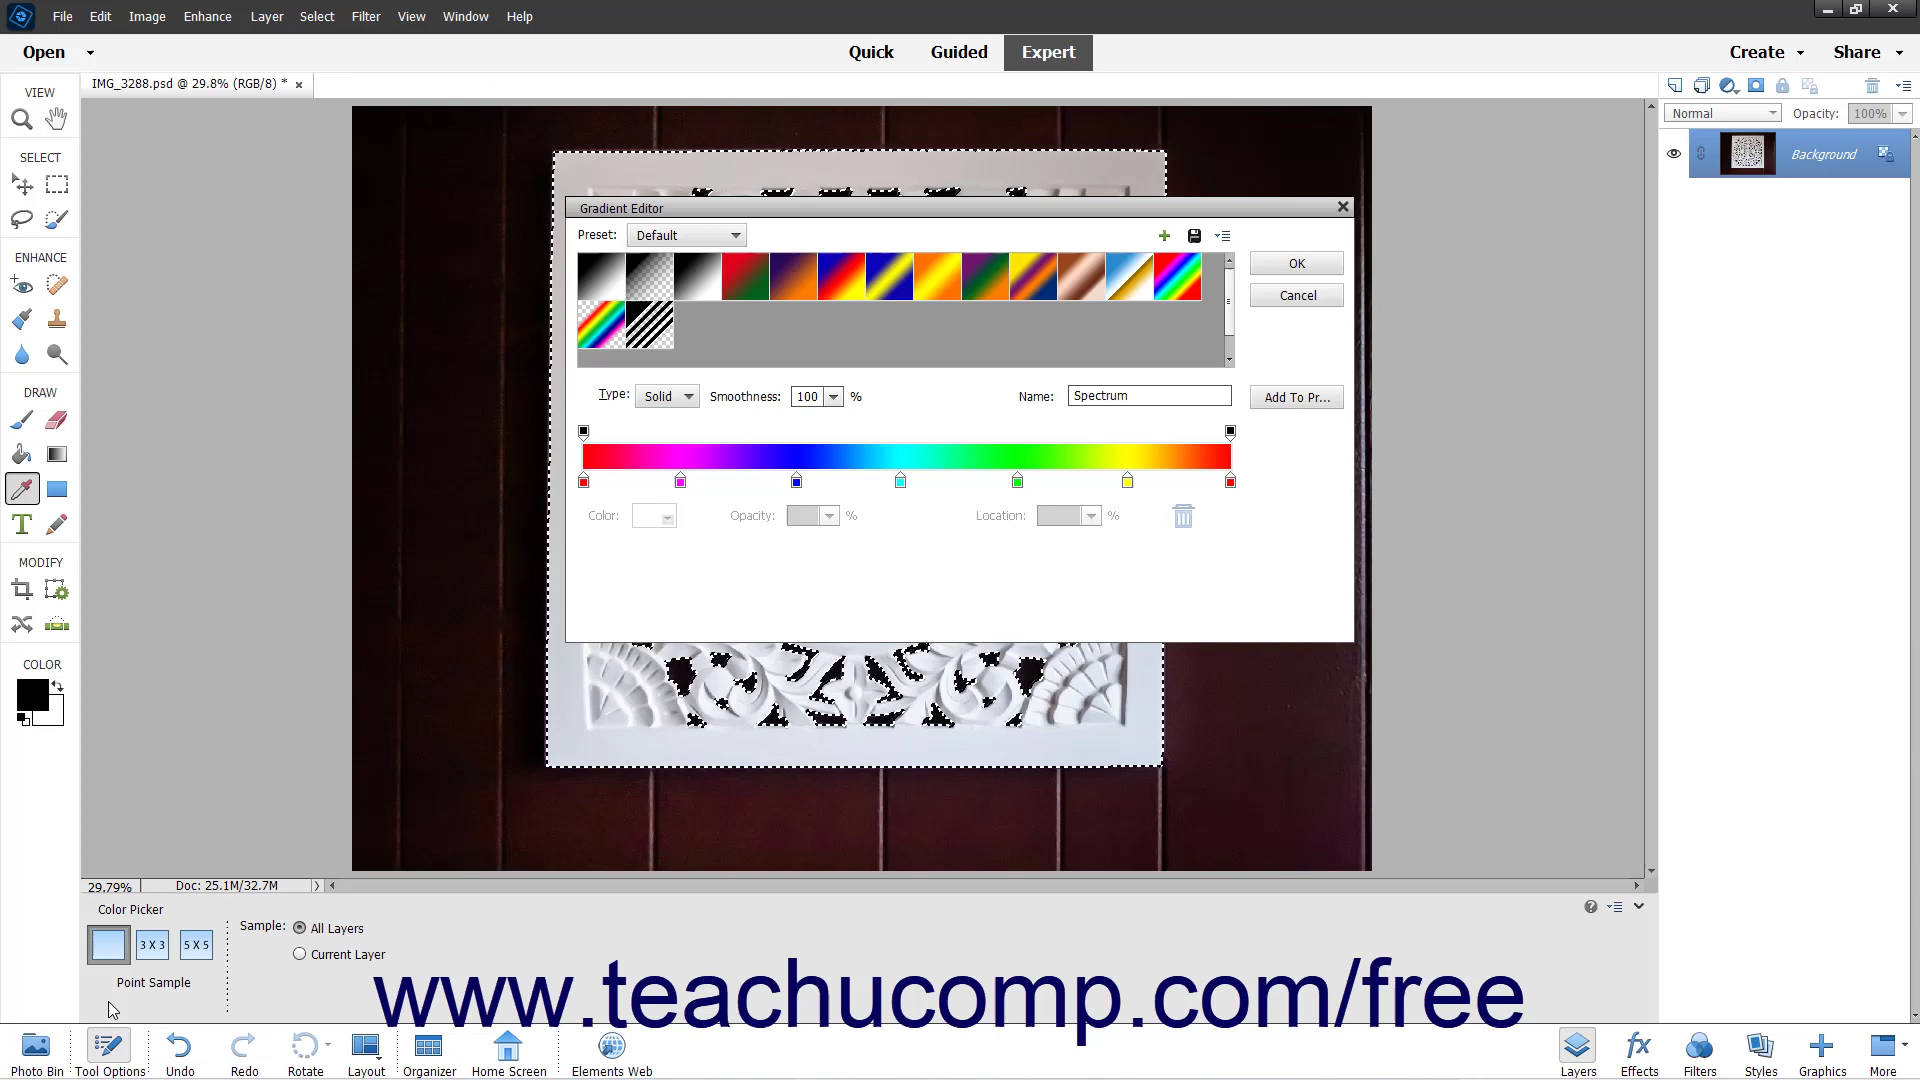 File Edit Image Enhance Layer Select Filter View Window Help
Open Quick Guided Expert Create Share
IMG_3288.psd @ 29.8% (RGB/8) * ×
VIEW
SELECT
ENHANCE
DRAW
MODIFY
COLOR
Normal Opacity: 100%
Background
Gradient Editor
Preset: Default
OK
Cancel
Type: Solid Smoothness: 100 % Name: Spectrum Add To Pr...
Color: Opacity: % Location: %
29.79% Doc: 25.1M/32.7M
Color Picker
3 X 3 5 X 5
Point Sample
Sample: All Layers
Current Layer
www.teachucomp.com/free
Photo Bin Tool Options Undo Redo Rotate Layout Organizer Home Screen Elements Web
fx
Layers Effects Filters Styles Graphics More